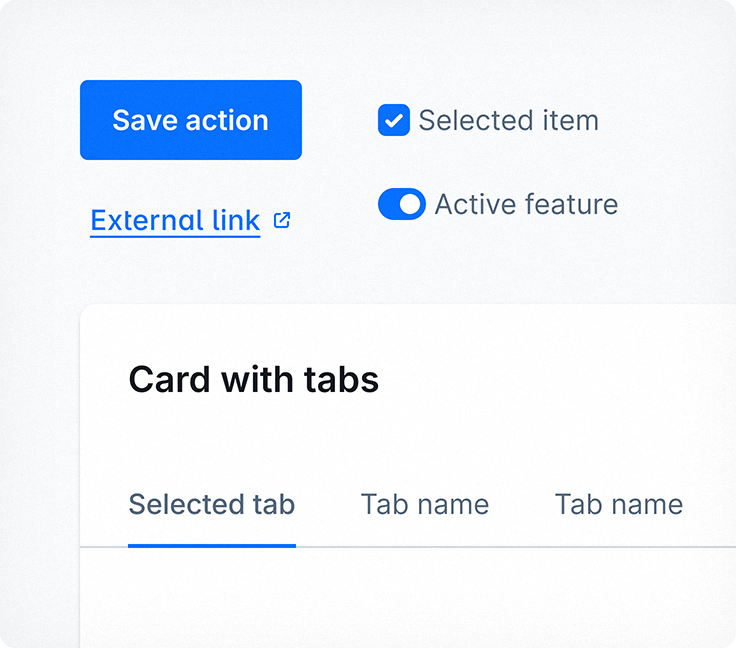 Save action
Selected item
External link
Active feature
Card with tabs
Selected tab
Tab name
Tab name